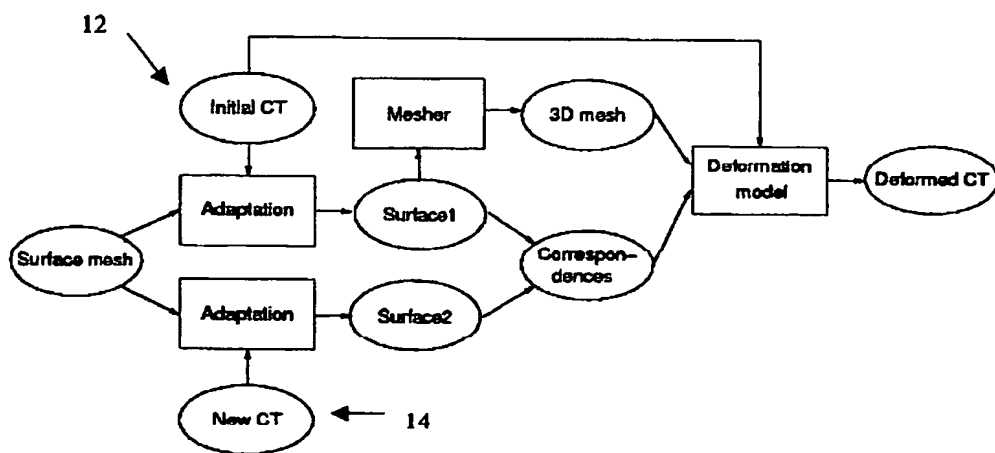 12
Initial CT
Mesher
3D mesh
Deformation
model
Deformed CT
Adaptation
Surface1
Surface mesh
Correspon-
dences
Adaptation
Surface2
New CT
14